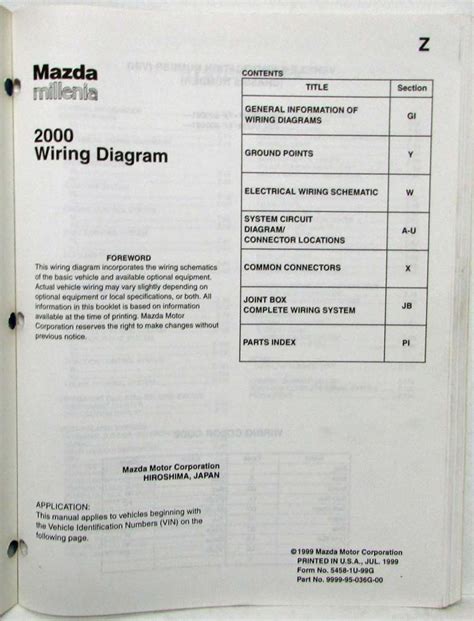 Z
Mazda
millenia
2000
Wiring Diagram
FOREWORD
This wiring diagram incorporates the wiring schematics
of the basic vehicle and available optional equipment.
Actual vehicle wiring may vary slightly depending on
optional equipment or local specifications, or both. All
information in this booklet is based on information
available at the time of printing. Mazda Motor
Corporation reserves the right to make changes without
previous notice.
Mazda Motor Corporation
HIROSHIMA, JAPAN
APPLICATION:
This manual applies to vehicles beginning with
the Vehicle Identification Numbers (VIN) on the
following page.
CONTENTS
TITLE Section
GENERAL INFORMATION OF
WIRING DIAGRAMS GI
GROUND POINTS Y
ELECTRICAL WIRING SCHEMATIC W
SYSTEM CIRCUIT
DIAGRAM/
CONNECTOR LOCATIONS A-U
COMMON CONNECTORS X
JOINT BOX
COMPLETE WIRING SYSTEM JB
PARTS INDEX PI
©1999 Mazda Motor Corporation
PRINTED IN U.S.A., JUL. 1999
Form No. 5458-1U-99G
Part No. 9999-95-036G-00